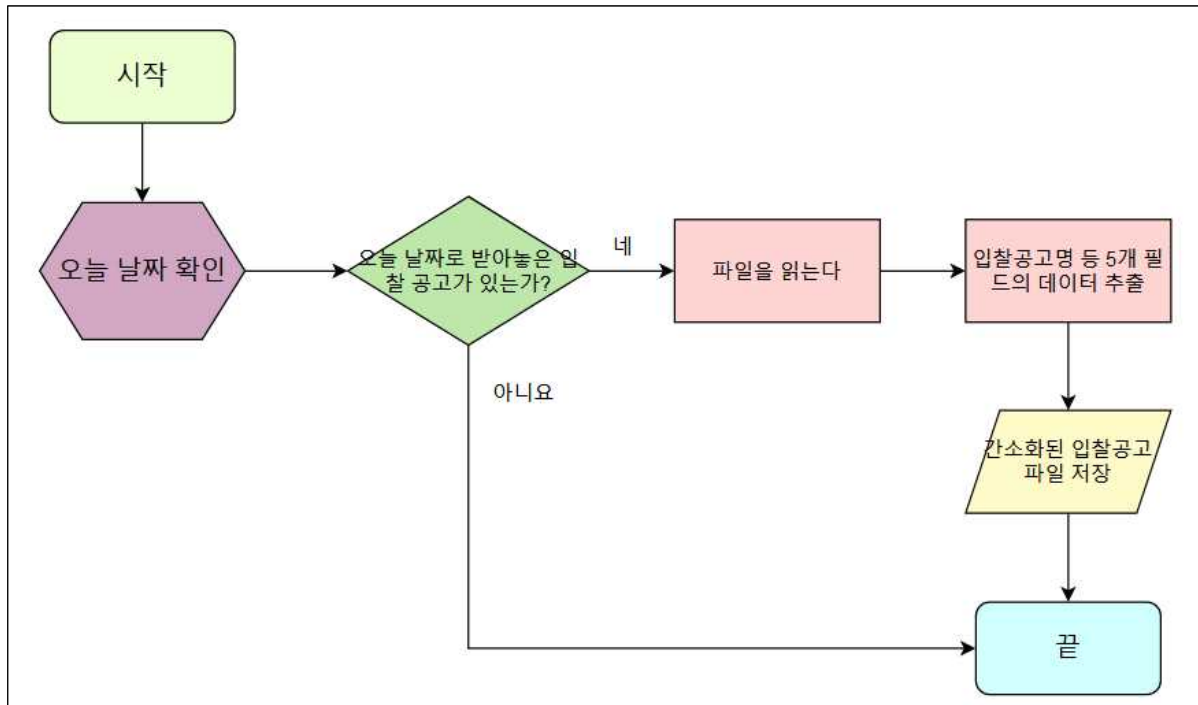 시작
오늘 날짜 확인
오늘 날짜로 받아놓은 입
찰 공고가 있는가?
네
파일을 읽는다
입찰공고명 등 5개 필
드의 데이터 추출
아니요
간소화된 입찰공고
파일 저장
끝